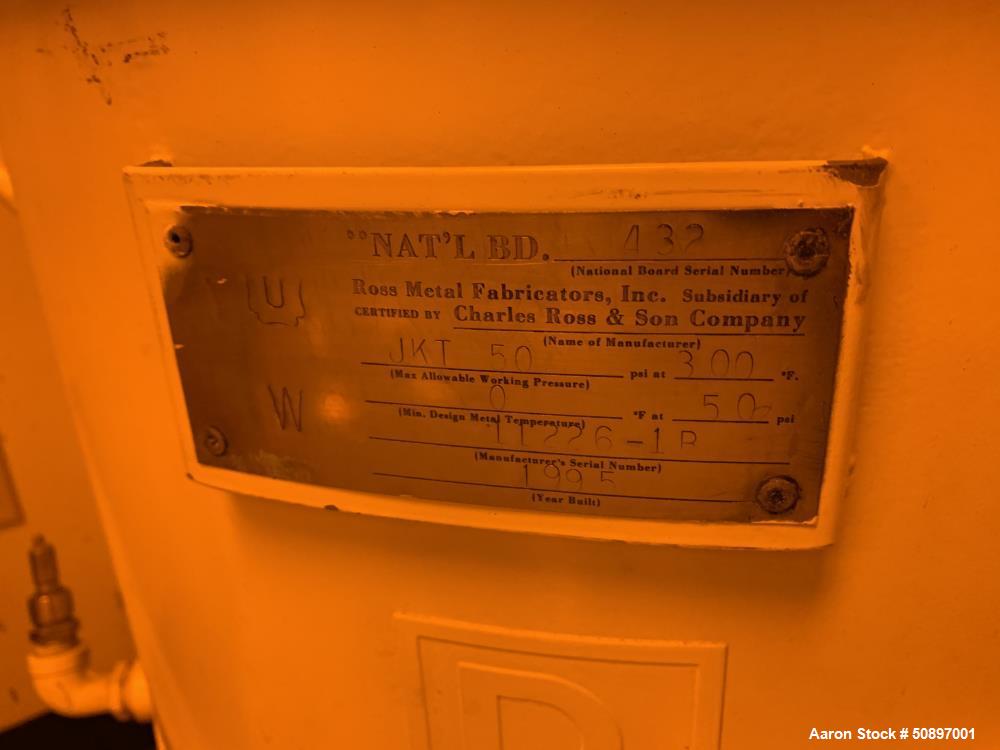 "NAT'L BD. 432
(National Board Serial Number)
U
Ross Metal Fabricators, Inc. Subsidiary of
CERTIFIED BY Charles Ross & Son Company
(Name of Manufacturer)
JKT 50 psi at 300 °F.
(Max Allowable Working Pressure)
W
0 °F at 50 psi
(Min. Design Metal Temperature)
11226-1B
(Manufacturer's Serial Number)
1995
(Year Built)
Aaron Stock # 50897001